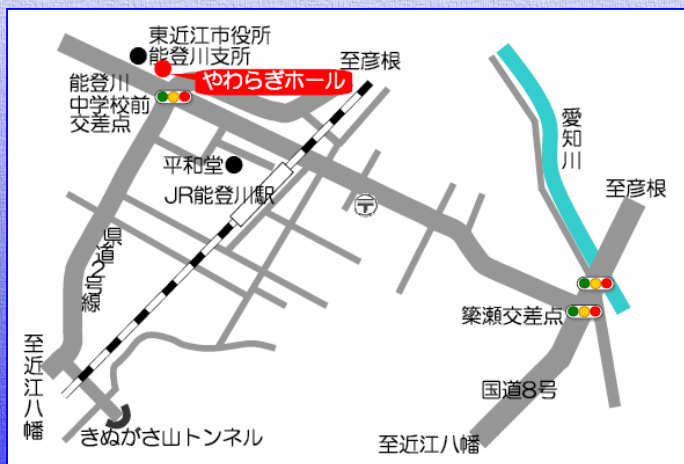 東近江市役所
能登川支所
やわらぎホール
至彦根
能登川
中学校前
交差点
平和堂
JR能登川駅
〒
愛知川
至彦根
県道2号線
簗瀬交差点
至近江八幡
国道8号
きぬがさ山トンネル
至近江八幡